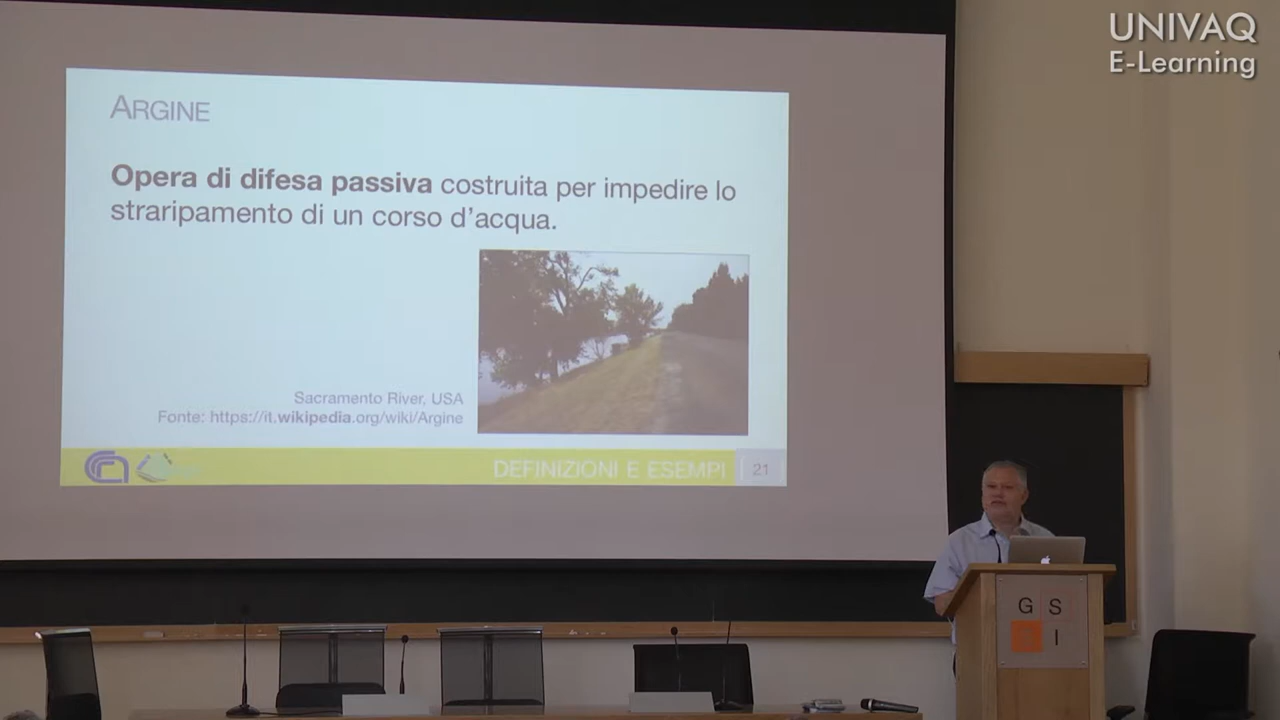 UNIVAQ
E-Learning
ARGINE
Opera di difesa passiva costruita per impedire lo
straripamento di un corso d'acqua.
Sacramento River, USA
Fonte: https://it.wikipedia.org/wiki/Argine
DEFINIZIONI E ESEMPI 21
G S
I